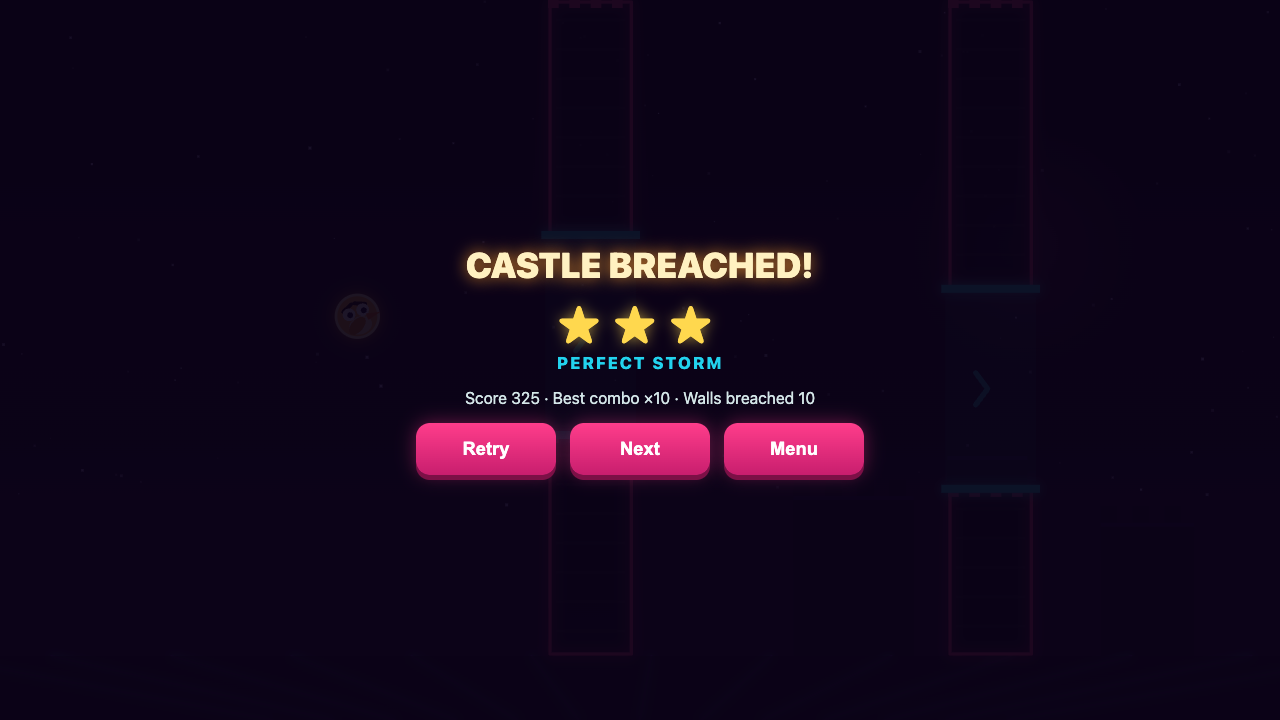 CASTLE BREACHED!
PERFECT STORM
Score 325 · Best combo ×10 · Walls breached 10
Retry
Next
Menu